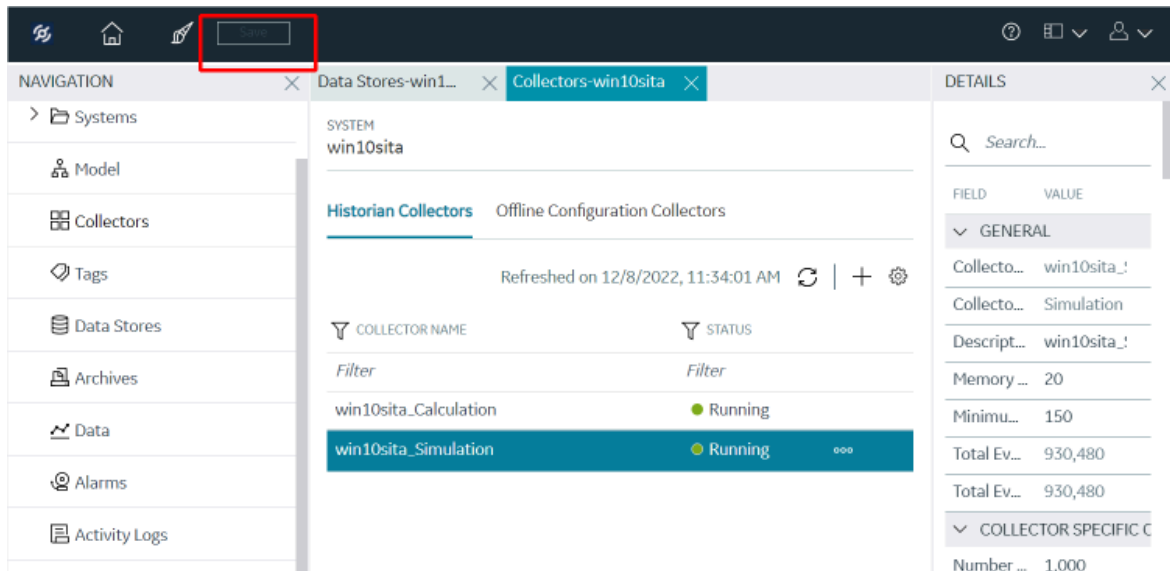 Save
NAVIGATION
Systems
Model
Collectors
Tags
Data Stores
Archives
Data
Alarms
Activity Logs
Data Stores-win1...
Collectors-win10sita
SYSTEM
win10sita
Historian Collectors
Offline Configuration Collectors
Refreshed on 12/8/2022, 11:34:01 AM
COLLECTOR NAME STATUS
Filter Filter
win10sita_Calculation Running
win10sita_Simulation Running
DETAILS
Search...
FIELD VALUE
GENERAL
Collecto... win10sita_
Collecto... Simulation
Descript... win10sita_
Memory ... 20
Minimu... 150
Total Ev... 930,480
Total Ev... 930,480
COLLECTOR SPECIFIC
Number ... 1,000